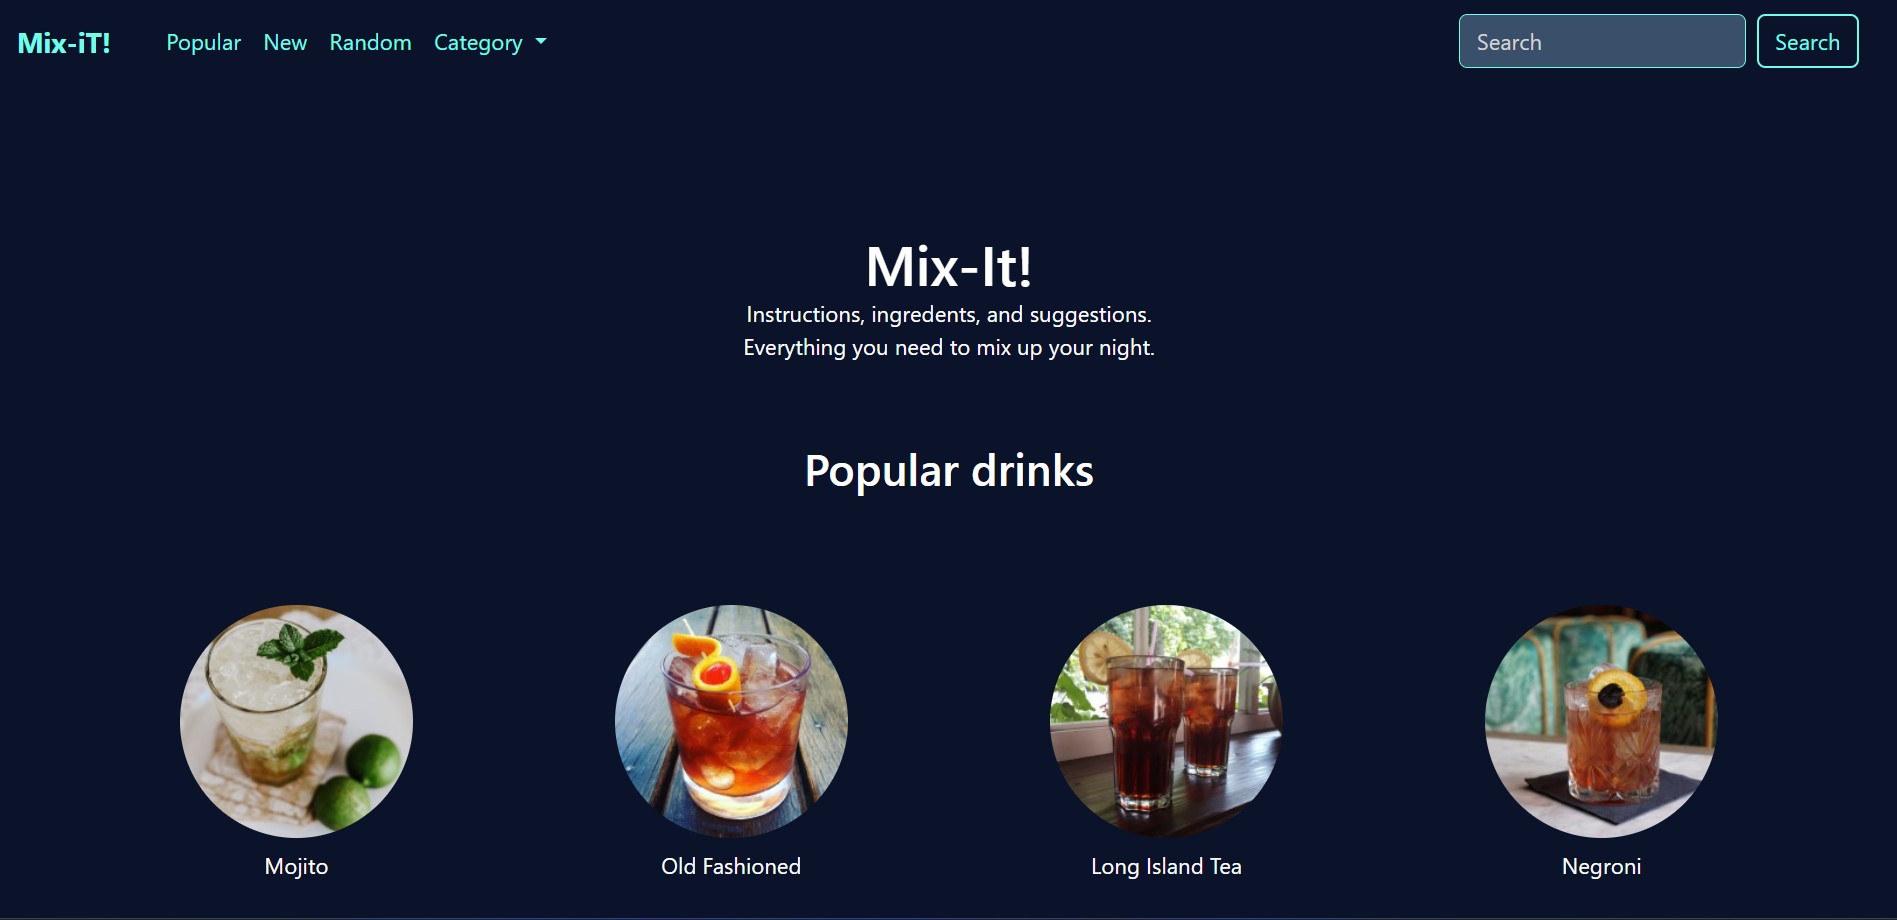 Mix-iT!
Popular New Random Category
Search
Search
Mix-It!
Instructions, ingredents, and suggestions.
Everything you need to mix up your night.
Popular drinks
Mojito
Old Fashioned
Long Island Tea
Negroni